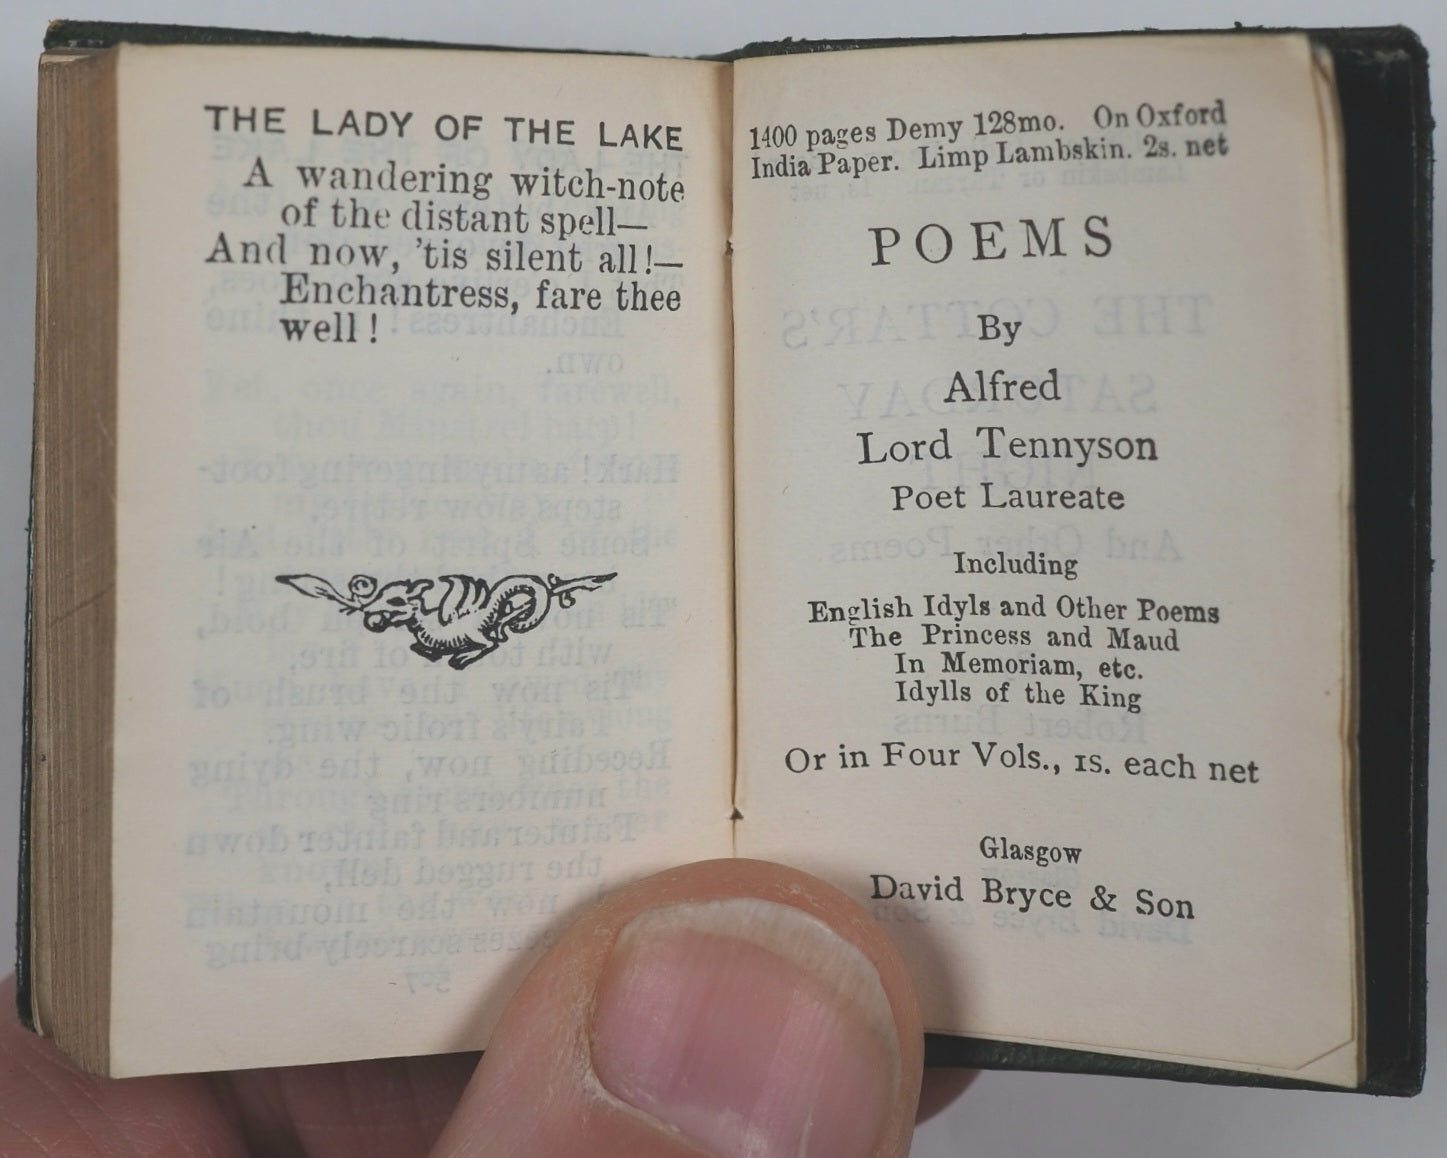 THE LADY OF THE LAKE
A wandering witch-note
of the distant spell—
And now, 'tis silent all!—
Enchantress, fare thee
well!
1400 pages Demy 128mo. On Oxford
India Paper. Limp Lambskin. 2s. net
POEMS
By
Alfred
Lord Tennyson
Poet Laureate
Including
English Idyls and Other Poems
The Princess and Maud
In Memoriam, etc.
Idylls of the King
Or in Four Vols., 1s. each net
Glasgow
David Bryce & Son